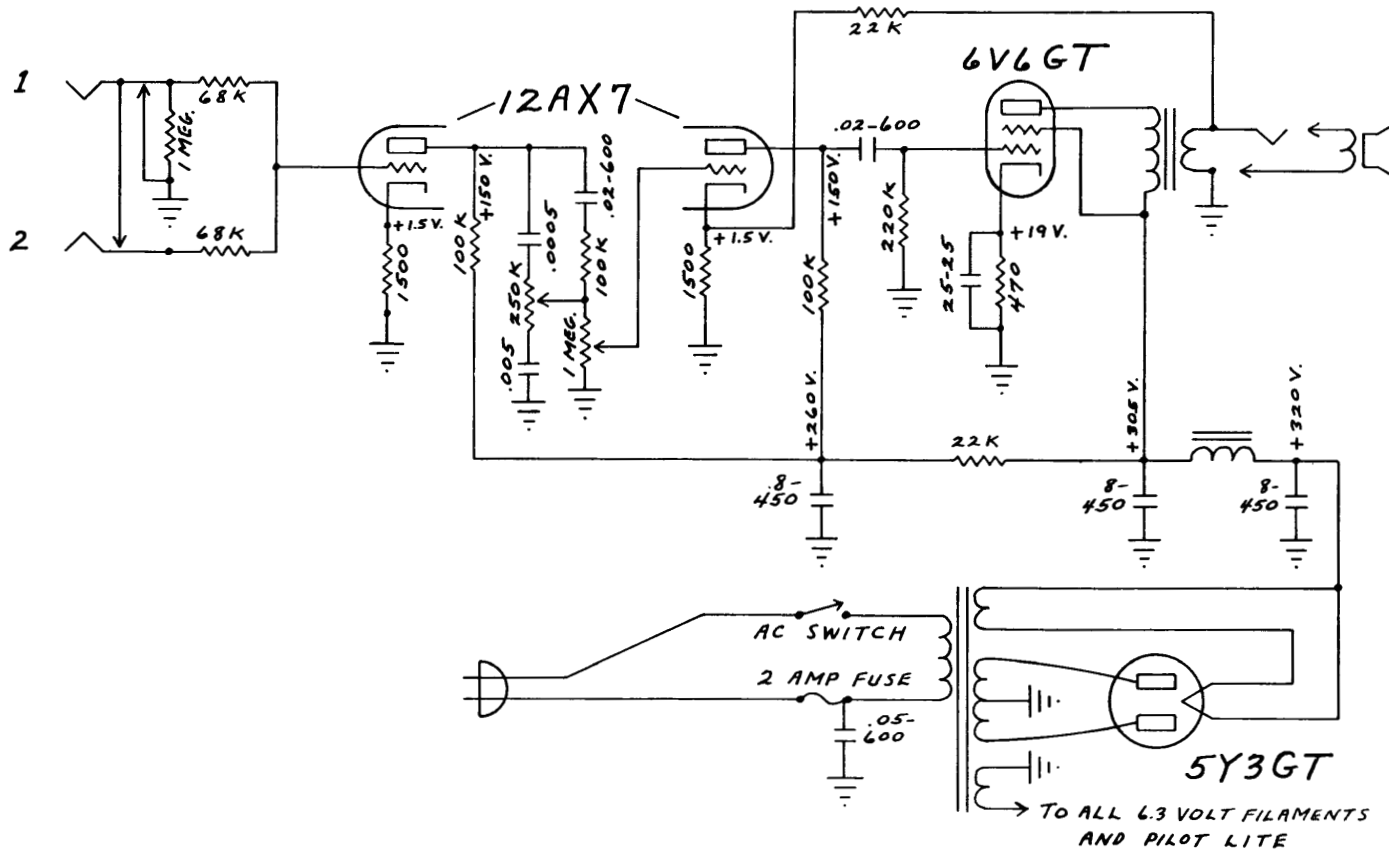 22K
6V6GT
1
68K
1 MEG.
12AX7
.02-600
2
68K
+1.5V.
1500
+150V.
100K
.0005
250K
.005
.02-600
100K
1 MEG.
+1.5V.
1500
+150V.
100K
220K
+19V.
25-25
470
+260V.
22K
+305V.
+320V.
8-
450
8-
450
8-
450
AC SWITCH
2 AMP FUSE
.05-
600
5Y3GT
TO ALL 6.3 VOLT FILAMENTS
AND PILOT LITE